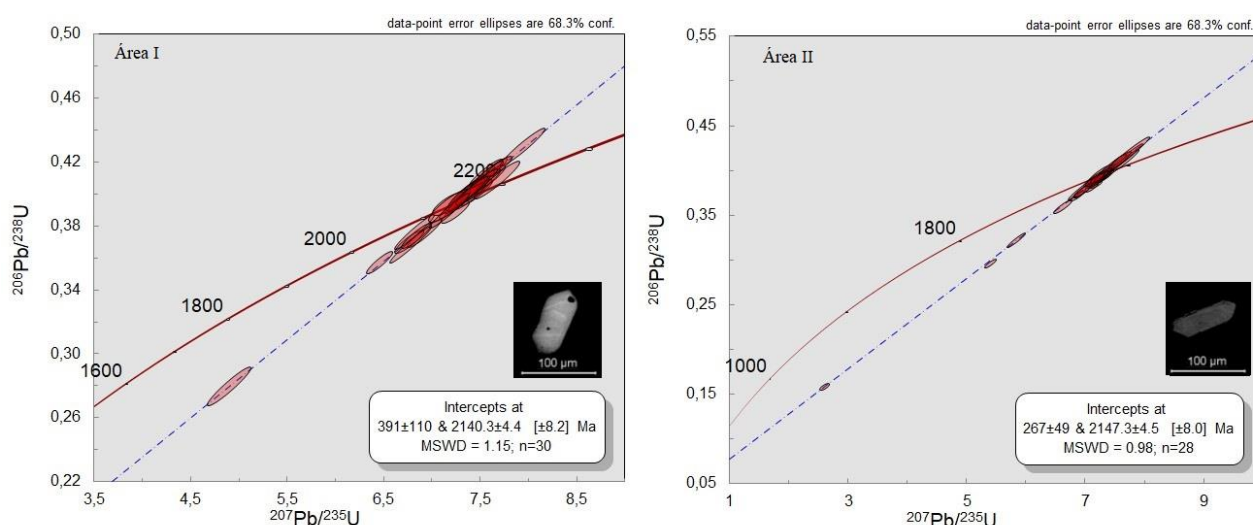 data-point error ellipses are 68.3% conf.
Área I
0,50
0,46
0,42
0,38
0,34
0,30
0,26
0,22
206Pb/238U
1600
1800
2000
2200
100 µm
Intercepts at
391±110 & 2140.3±4.4 [±8.2] Ma
MSWD = 1.15; n=30
3,5
4,5
5,5
6,5
7,5
8,5
207Pb/235U
data-point error ellipses are 68.3% conf.
Área II
0,55
0,45
0,35
0,25
0,15
0,05
206Pb/238U
1000
1800
100 µm
Intercepts at
267±49 & 2147.3±4.5 [±8.0] Ma
MSWD = 0.98; n=28
1
3
5
7
9
207Pb/235U